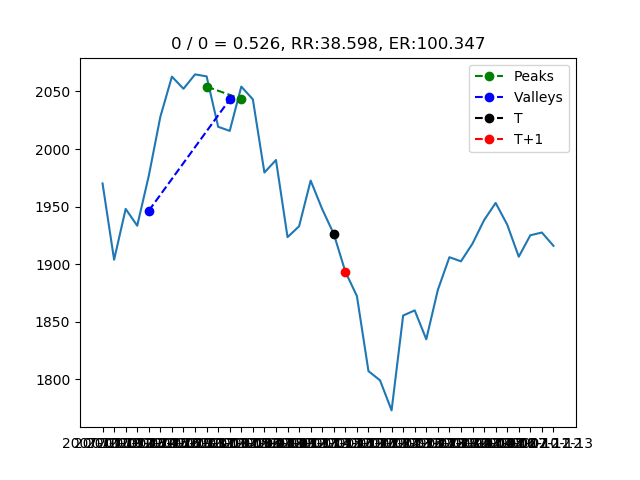 0 / 0 = 0.526, RR:38.598, ER:100.347
Peaks
Valleys
T
T+1
2050
2000
1950
1900
1850
1800